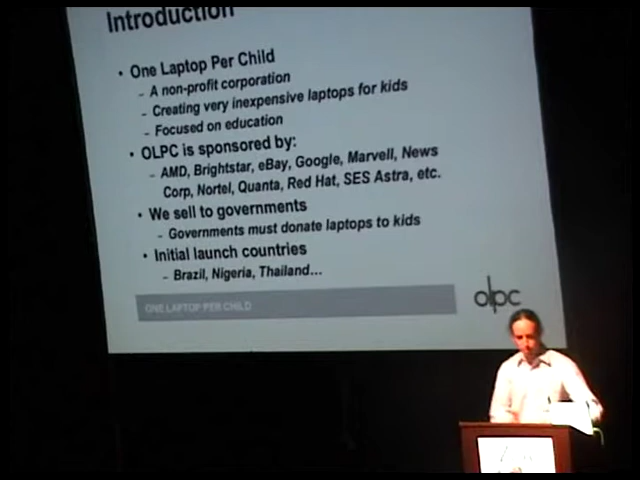 Introduction
• One Laptop Per Child
– A non-profit corporation
– Creating very inexpensive laptops for kids
– Focused on education
• OLPC is sponsored by:
– AMD, Brightstar, eBay, Google, Marvell, News
Corp, Nortel, Quanta, Red Hat, SES Astra, etc.
• We sell to governments
– Governments must donate laptops to kids
• Initial launch countries
– Brazil, Nigeria, Thailand...
ONE LAPTOP PER CHILD
olpc